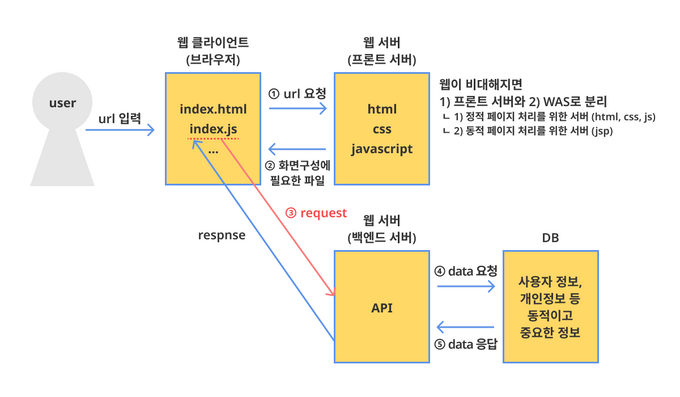 user
url 입력
웹 클라이언트
(브라우저)
index.html
index.js
...
① url 요청
② 화면구성에
필요한 파일
웹 서버
(프론트 서버)
html
css
javascript
웹이 비대해지면
1) 프론트 서버와 2) WAS로 분리
ㄴ 1) 정적 페이지 처리를 위한 서버 (html, css, js)
ㄴ 2) 동적 페이지 처리를 위한 서버 (jsp)
③ request
respnse
웹 서버
(백엔드 서버)
API
④ data 요청
⑤ data 응답
DB
사용자 정보,
개인정보 등
동적이고
중요한 정보